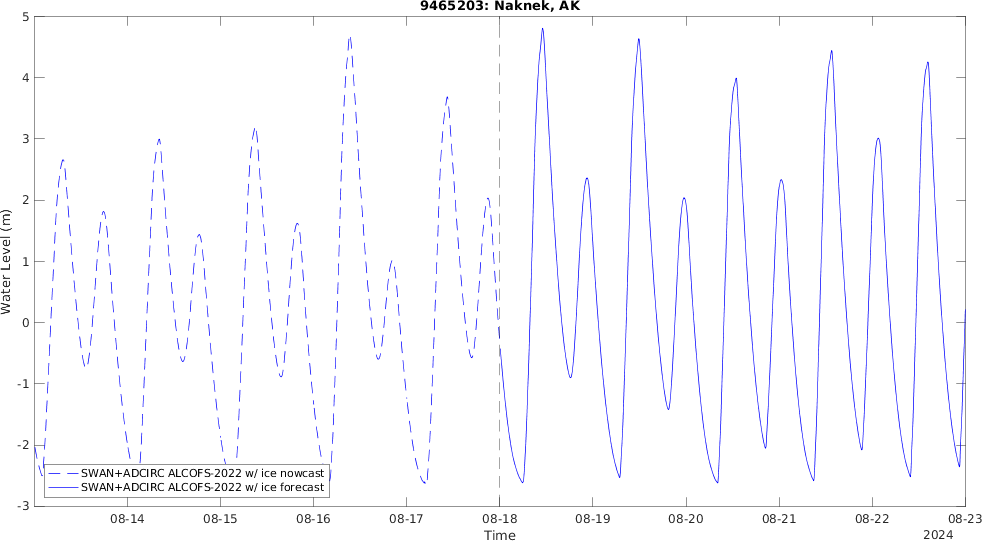 9465203: Naknek, AK
Water Level (m)
5
4
3
2
1
0
-1
-2
-3
SWAN+ADCIRC ALCOFS-2022 w/ ice nowcast
SWAN+ADCIRC ALCOFS-2022 w/ ice forecast
08-14 08-15 08-16 08-17 08-18 08-19 08-20 08-21 08-22 08-23
Time
2024